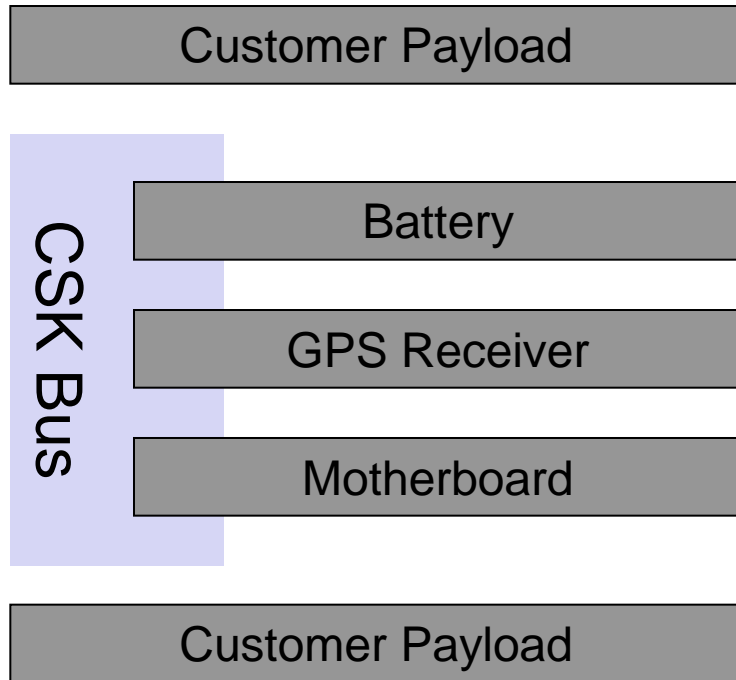 Customer Payload
CSK Bus
Battery
GPS Receiver
Motherboard
Customer Payload